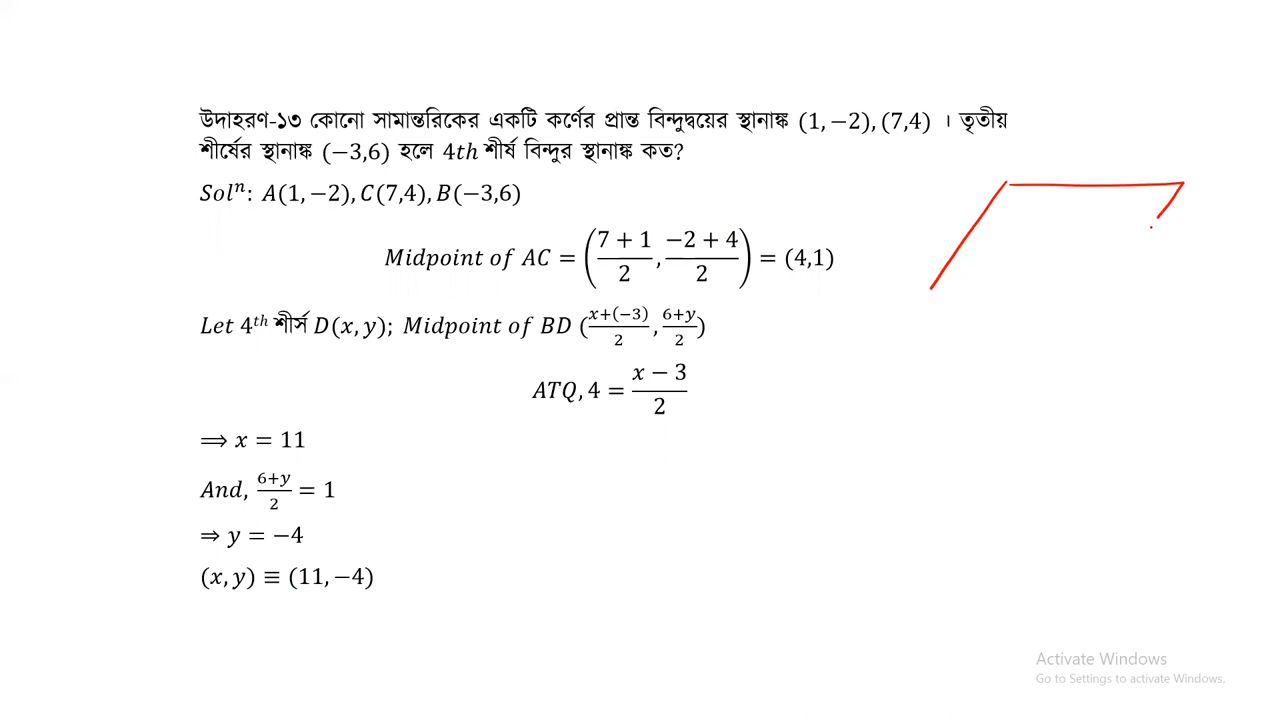 উদাহরণ-১৩ কোনো সামান্তরিকের একটি কর্ণের প্রান্ত বিন্দুদ্বয়ের স্থানাঙ্ক (1, −2), (7,4) । তৃতীয়
শীর্ষের স্থানাঙ্ক (−3,6) হলে 4th শীর্ষ বিন্দুর স্থানাঙ্ক কত?
Solⁿ: A(1, −2), C(7,4), B(−3,6)
Midpoint of AC = ((7 + 1)/2, (−2 + 4)/2) = (4,1)
Let 4ᵗʰ শীর্স D(x, y); Midpoint of BD ((x+(−3))/2, (6+y)/2)
ATQ, 4 = (x − 3)/2
⟹ x = 11
And, (6+y)/2 = 1
⇒ y = −4
(x, y) ≡ (11, −4)
Activate Windows
Go to Settings to activate Windows.